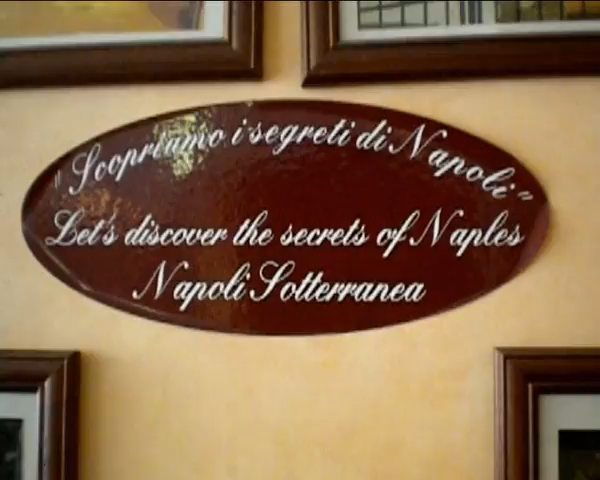 "Scopriamo i segreti di Napoli"
Let's discover the secrets of Naples
Napoli Sotterranea